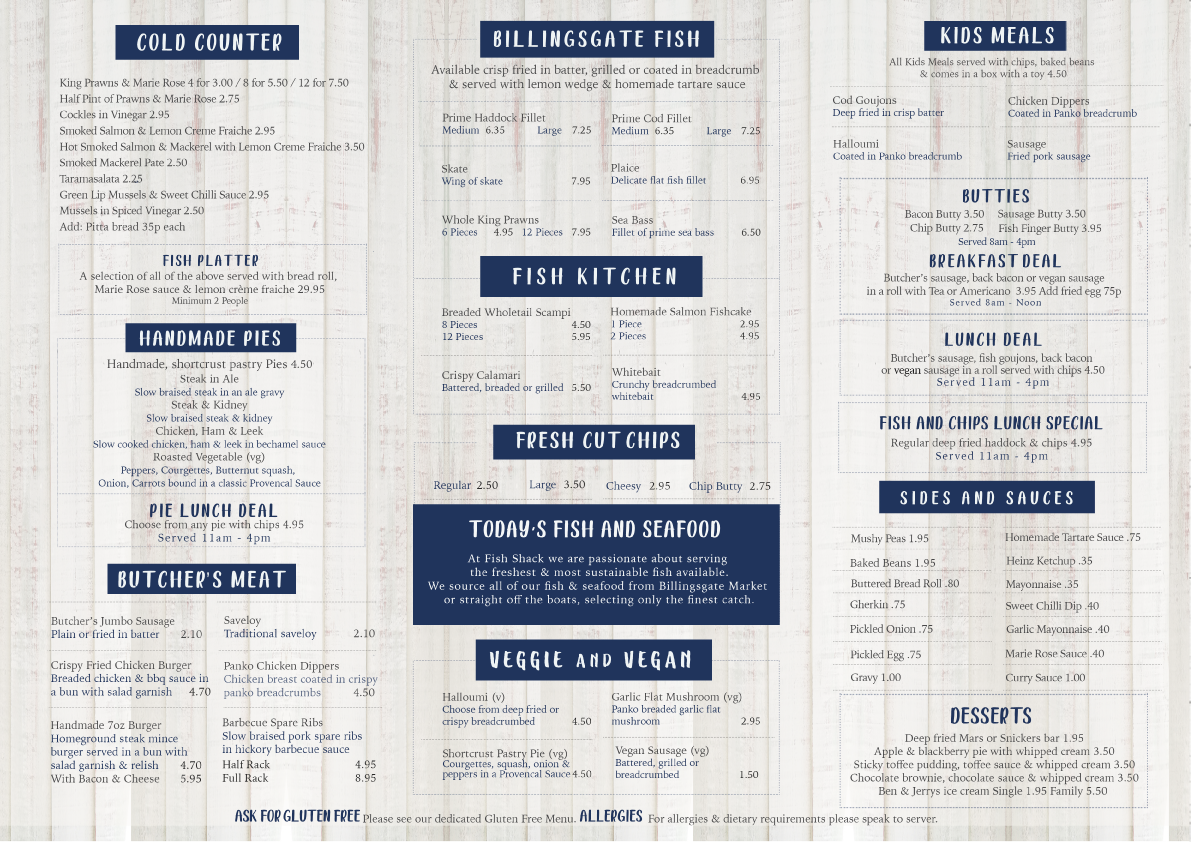 COLD COUNTER
King Prawns & Marie Rose 4 for 3.00 / 8 for 5.50 / 12 for 7.50
Half Pint of Prawns & Marie Rose 2.75
Cockles in Vinegar 2.95
Smoked Salmon & Lemon Creme Fraiche 2.95
Hot Smoked Salmon & Mackerel with Lemon Creme Fraiche 3.50
Smoked Mackerel Pate 2.50
Taramasalata 2.25
Green Lip Mussels & Sweet Chilli Sauce 2.95
Mussels in Spiced Vinegar 2.50
Add: Pitta bread 35p each
FISH PLATTER
A selection of all of the above served with bread roll,
Marie Rose sauce & lemon crème fraiche 29.95
Minimum 2 People
HANDMADE PIES
Handmade, shortcrust pastry Pies 4.50
Steak in Ale
Slow braised steak in an ale gravy
Steak & Kidney
Slow braised steak & kidney
Chicken, Ham & Leek
Slow cooked chicken, ham & leek in bechamel sauce
Roasted Vegetable (vg)
Peppers, Courgettes, Butternut squash,
Onion, Carrots bound in a classic Provencal Sauce
PIE LUNCH DEAL
Choose from any pie with chips 4.95
Served 11am - 4pm
BUTCHER'S MEAT
Butcher's Jumbo Sausage
Plain or fried in batter 2.10
Saveloy
Traditional saveloy 2.10
Crispy Fried Chicken Burger
Breaded chicken & bbq sauce in
a bun with salad garnish 4.70
Panko Chicken Dippers
Chicken breast coated in crispy
panko breadcrumbs 4.50
Handmade 7oz Burger
Homeground steak mince
burger served in a bun with
salad garnish & relish 4.70
With Bacon & Cheese 5.95
Barbecue Spare Ribs
Slow braised pork spare ribs
in hickory barbecue sauce
Half Rack 4.95
Full Rack 8.95
BILLINGSGATE FISH
Available crisp fried in batter, grilled or coated in breadcrumb
& served with lemon wedge & homemade tartare sauce
Prime Haddock Fillet
Medium 6.35 Large 7.25
Prime Cod Fillet
Medium 6.35 Large 7.25
Skate
Wing of skate 7.95
Plaice
Delicate flat fish fillet 6.95
Whole King Prawns
6 Pieces 4.95 12 Pieces 7.95
Sea Bass
Fillet of prime sea bass 6.50
FISH KITCHEN
Breaded Wholetail Scampi
8 Pieces 4.50
12 Pieces 5.95
Homemade Salmon Fishcake
1 Piece 2.95
2 Pieces 4.95
Crispy Calamari
Battered, breaded or grilled 5.50
Whitebait
Crunchy breadcrumbed
whitebait 4.95
FRESH CUT CHIPS
Regular 2.50 Large 3.50 Cheesy 2.95 Chip Butty 2.75
TODAY'S FISH AND SEAFOOD
At Fish Shack we are passionate about serving
the freshest & most sustainable fish available.
We source all of our fish & seafood from Billingsgate Market
or straight off the boats, selecting only the finest catch.
VEGGIE AND VEGAN
Halloumi (v)
Choose from deep fried or
crispy breadcrumbed 4.50
Garlic Flat Mushroom (vg)
Panko breaded garlic flat
mushroom 2.95
Shortcrust Pastry Pie (vg)
Courgettes, squash, onion &
peppers in a Provencal Sauce 4.50
Vegan Sausage (vg)
Battered, grilled or
breadcrumbed 1.50
KIDS MEALS
All Kids Meals served with chips, baked beans
& comes in a box with a toy 4.50
Cod Goujons
Deep fried in crisp batter
Chicken Dippers
Coated in Panko breadcrumb
Halloumi
Coated in Panko breadcrumb
Sausage
Fried pork sausage
BUTTIES
Bacon Butty 3.50 Sausage Butty 3.50
Chip Butty 2.75 Fish Finger Butty 3.95
Served 8am - 4pm
BREAKFAST DEAL
Butcher's sausage, back bacon or vegan sausage
in a roll with Tea or Americano 3.95 Add fried egg 75p
Served 8am - Noon
LUNCH DEAL
Butcher's sausage, fish goujons, back bacon
or vegan sausage in a roll served with chips 4.50
Served 11am - 4pm
FISH AND CHIPS LUNCH SPECIAL
Regular deep fried haddock & chips 4.95
Served 11am - 4pm
SIDES AND SAUCES
Mushy Peas 1.95
Baked Beans 1.95
Buttered Bread Roll .80
Gherkin .75
Pickled Onion .75
Pickled Egg .75
Gravy 1.00
Homemade Tartare Sauce .75
Heinz Ketchup .35
Mayonnaise .35
Sweet Chilli Dip .40
Garlic Mayonnaise .40
Marie Rose Sauce .40
Curry Sauce 1.00
DESSERTS
Deep fried Mars or Snickers bar 1.95
Apple & blackberry pie with whipped cream 3.50
Sticky toffee pudding, toffee sauce & whipped cream 3.50
Chocolate brownie, chocolate sauce & whipped cream 3.50
Ben & Jerrys ice cream Single 1.95 Family 5.50
ASK FOR GLUTEN FREE Please see our dedicated Gluten Free Menu. ALLERGIES For allergies & dietary requirements please speak to server.